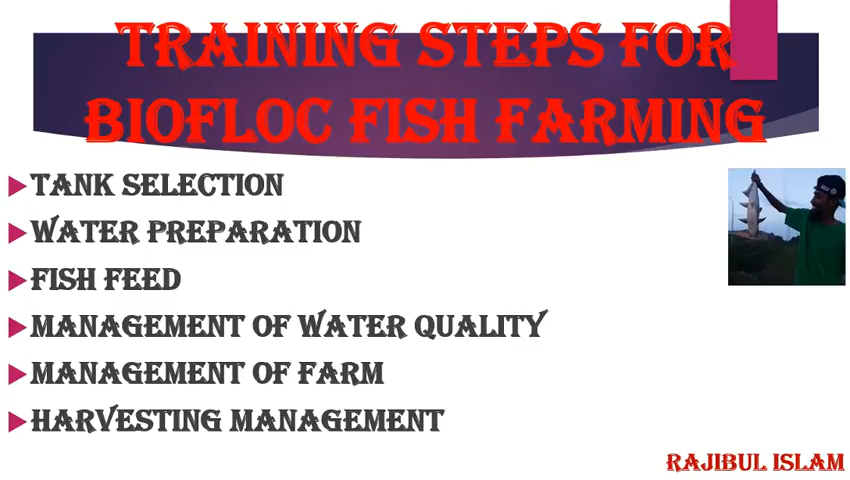 TRAINING STEPS FOR
BIOFLOC FISH FARMING
TANK SELECTION
WATER PREPARATION
FISH FEED
MANAGEMENT OF WATER QUALITY
MANAGEMENT OF FARM
HARVESTING MANAGEMENT
RAJIBUL ISLAM